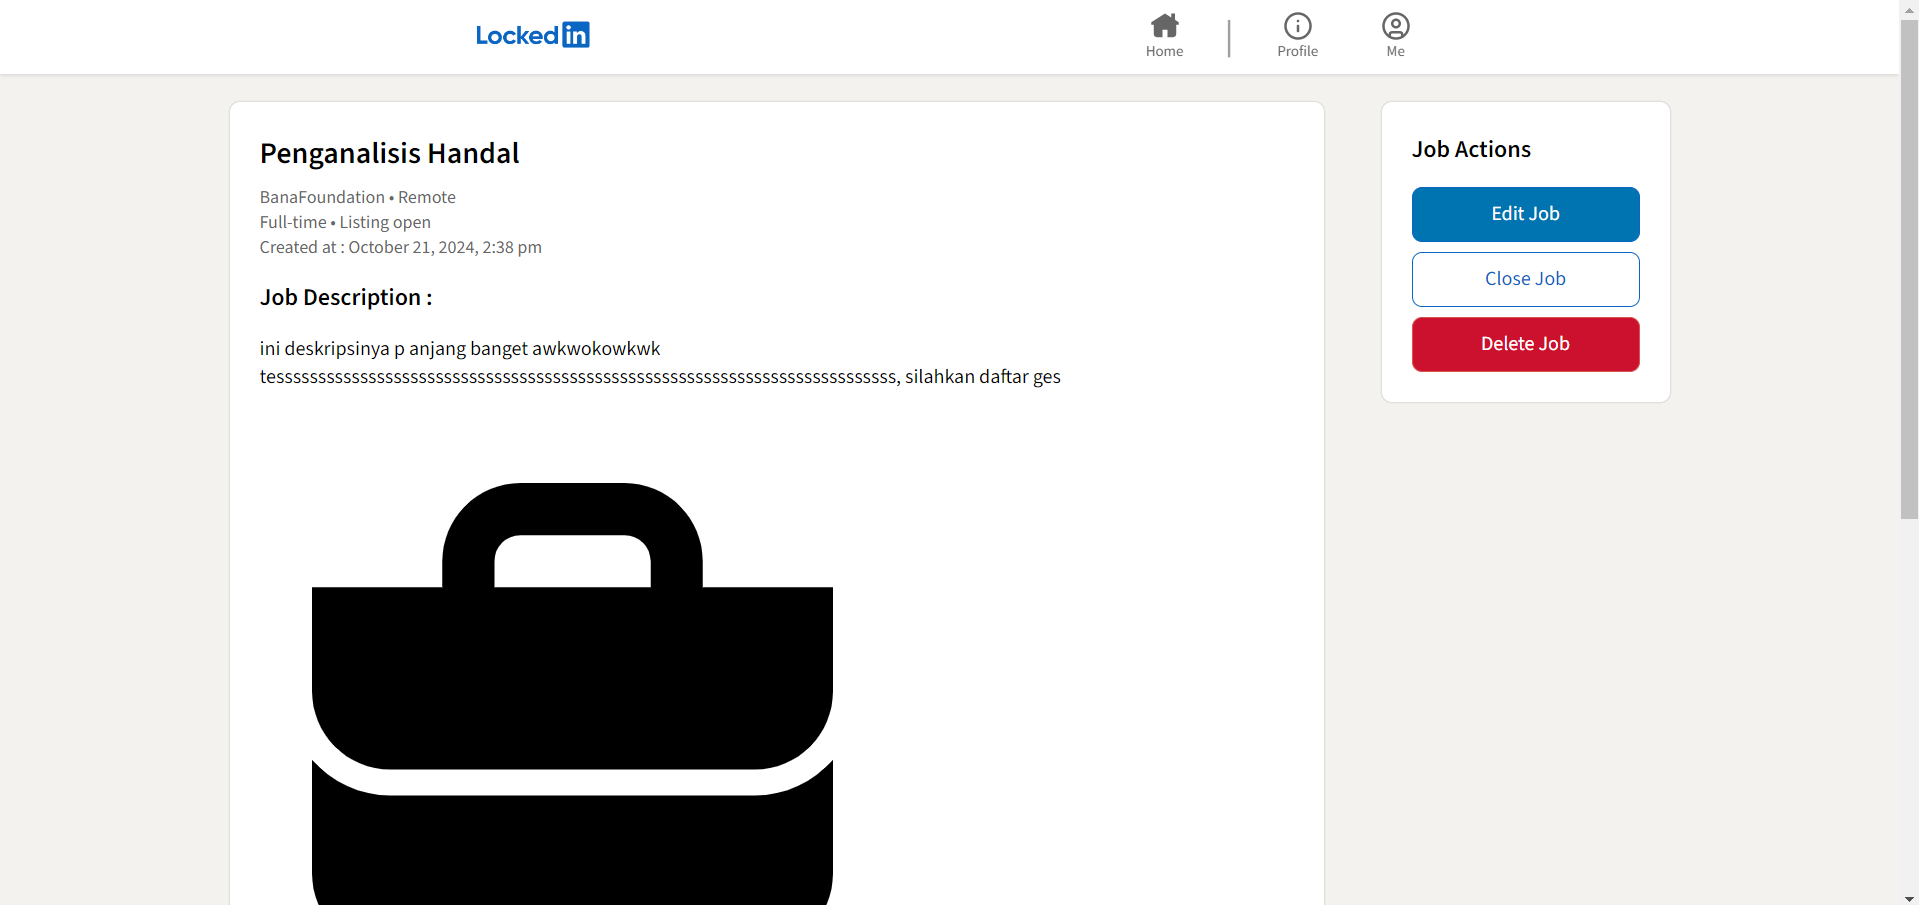 Locked in
Home
Profile
Me
Penganalisis Handal
BanaFoundation • Remote
Full-time • Listing open
Created at : October 21, 2024, 2:38 pm
Job Description :
ini deskripsinya p anjang banget awkwokowkwk
tesssssssssssssssssssssssssssssssssssssssssssssssssssssssssssssssssssssssssss, silahkan daftar ges
Job Actions
Edit Job
Close Job
Delete Job